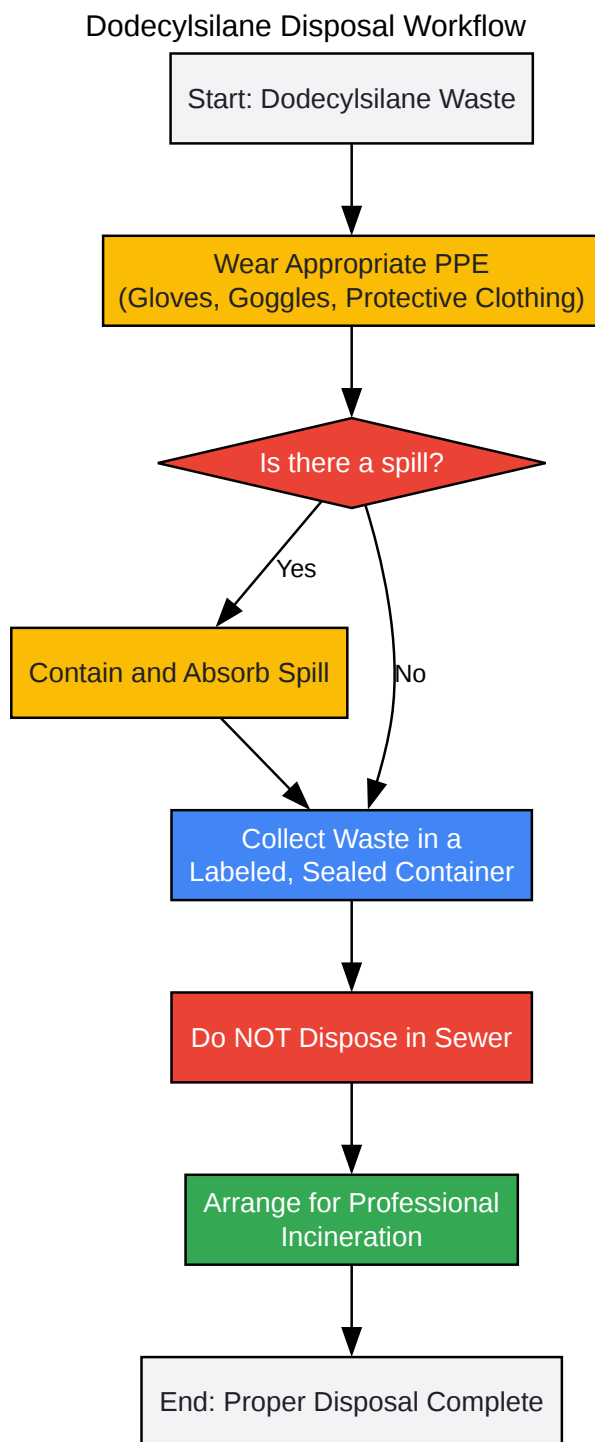 Dodecylsilane Disposal Workflow
Start: Dodecylsilane Waste
Wear Appropriate PPE
(Gloves, Goggles, Protective Clothing)
Is there a spill?
Yes
Contain and Absorb Spill
No
Collect Waste in a
Labeled, Sealed Container
Do NOT Dispose in Sewer
Arrange for Professional
Incineration
End: Proper Disposal Complete